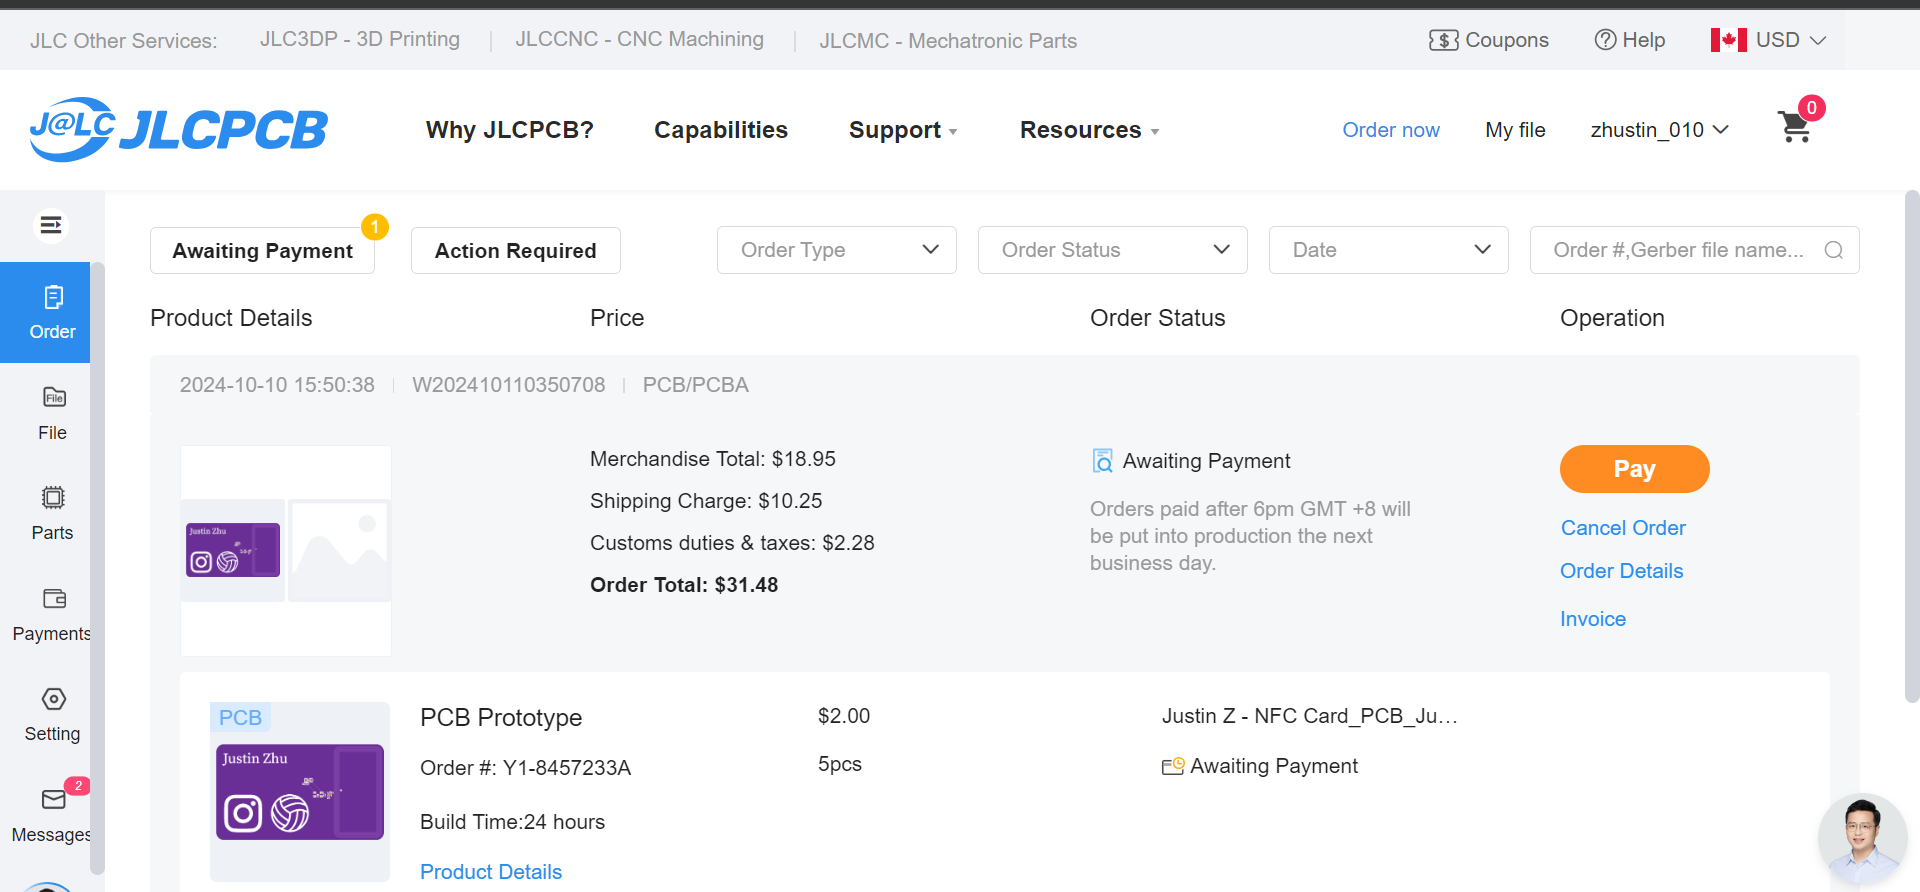 JLC Other Services: JLC3DP - 3D Printing JLCCNC - CNC Machining JLCMC - Mechatronic Parts Coupons Help USD
J@LC JLCPCB Why JLCPCB? Capabilities Support Resources Order now My file zhustin_010 0
Awaiting Payment 1 Action Required Order Type Order Status Date Order #,Gerber file name...
Product Details Price Order Status Operation
2024-10-10 15:50:38 W202410110350708 PCB/PCBA
Merchandise Total: $18.95
Shipping Charge: $10.25
Customs duties & taxes: $2.28
Order Total: $31.48
Awaiting Payment
Orders paid after 6pm GMT +8 will
be put into production the next
business day.
Pay
Cancel Order
Order Details
Invoice
Justin Zhu
PCB
Justin Zhu
PCB Prototype
Order #: Y1-8457233A
Build Time:24 hours
Product Details
$2.00
5pcs
Justin Z - NFC Card_PCB_Ju...
Awaiting Payment
Order
File
File
Parts
Payments
Setting
2
Messages